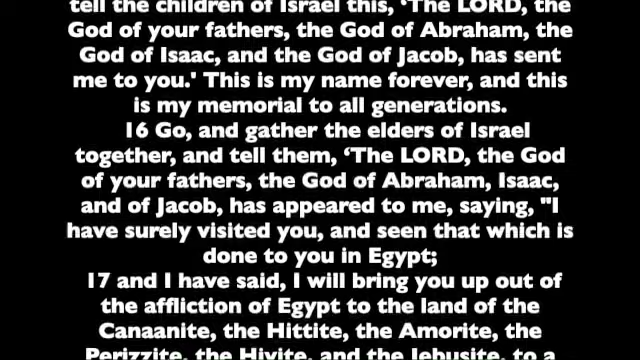 tell the children of Israel this, ‘The LORD, the
God of your fathers, the God of Abraham, the
God of Isaac, and the God of Jacob, has sent
me to you.' This is my name forever, and this
is my memorial to all generations.
16 Go, and gather the elders of Israel
together, and tell them, ‘The LORD, the God
of your fathers, the God of Abraham, Isaac,
and of Jacob, has appeared to me, saying, "I
have surely visited you, and seen that which is
done to you in Egypt;
17 and I have said, I will bring you up out of
the affliction of Egypt to the land of the
Canaanite, the Hittite, the Amorite, the
Perizzite, the Hivite, and the Jebusite, to a